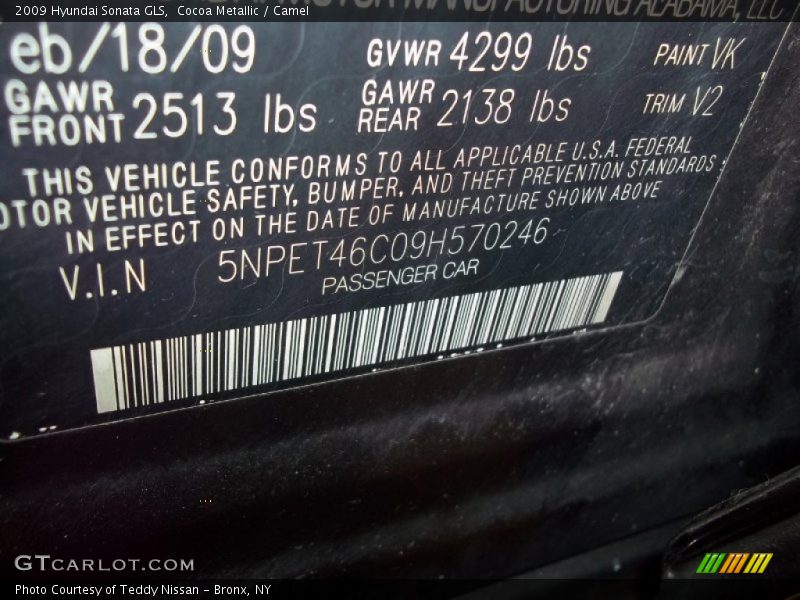 2009 Hyundai Sonata GLS, Cocoa Metallic / Camel
MANUFACTURING ALABAMA, LLC
eb/18/09 GVWR 4299 lbs PAINT VK
GAWR FRONT 2513 lbs GAWR REAR 2138 lbs TRIM V2
THIS VEHICLE CONFORMS TO ALL APPLICABLE U.S.A. FEDERAL
OTOR VEHICLE SAFETY, BUMPER, AND THEFT PREVENTION STANDARDS
IN EFFECT ON THE DATE OF MANUFACTURE SHOWN ABOVE
V.I.N 5NPET46C09H570246
PASSENGER CAR
GTCARLOT.COM
Photo Courtesy of Teddy Nissan - Bronx, NY